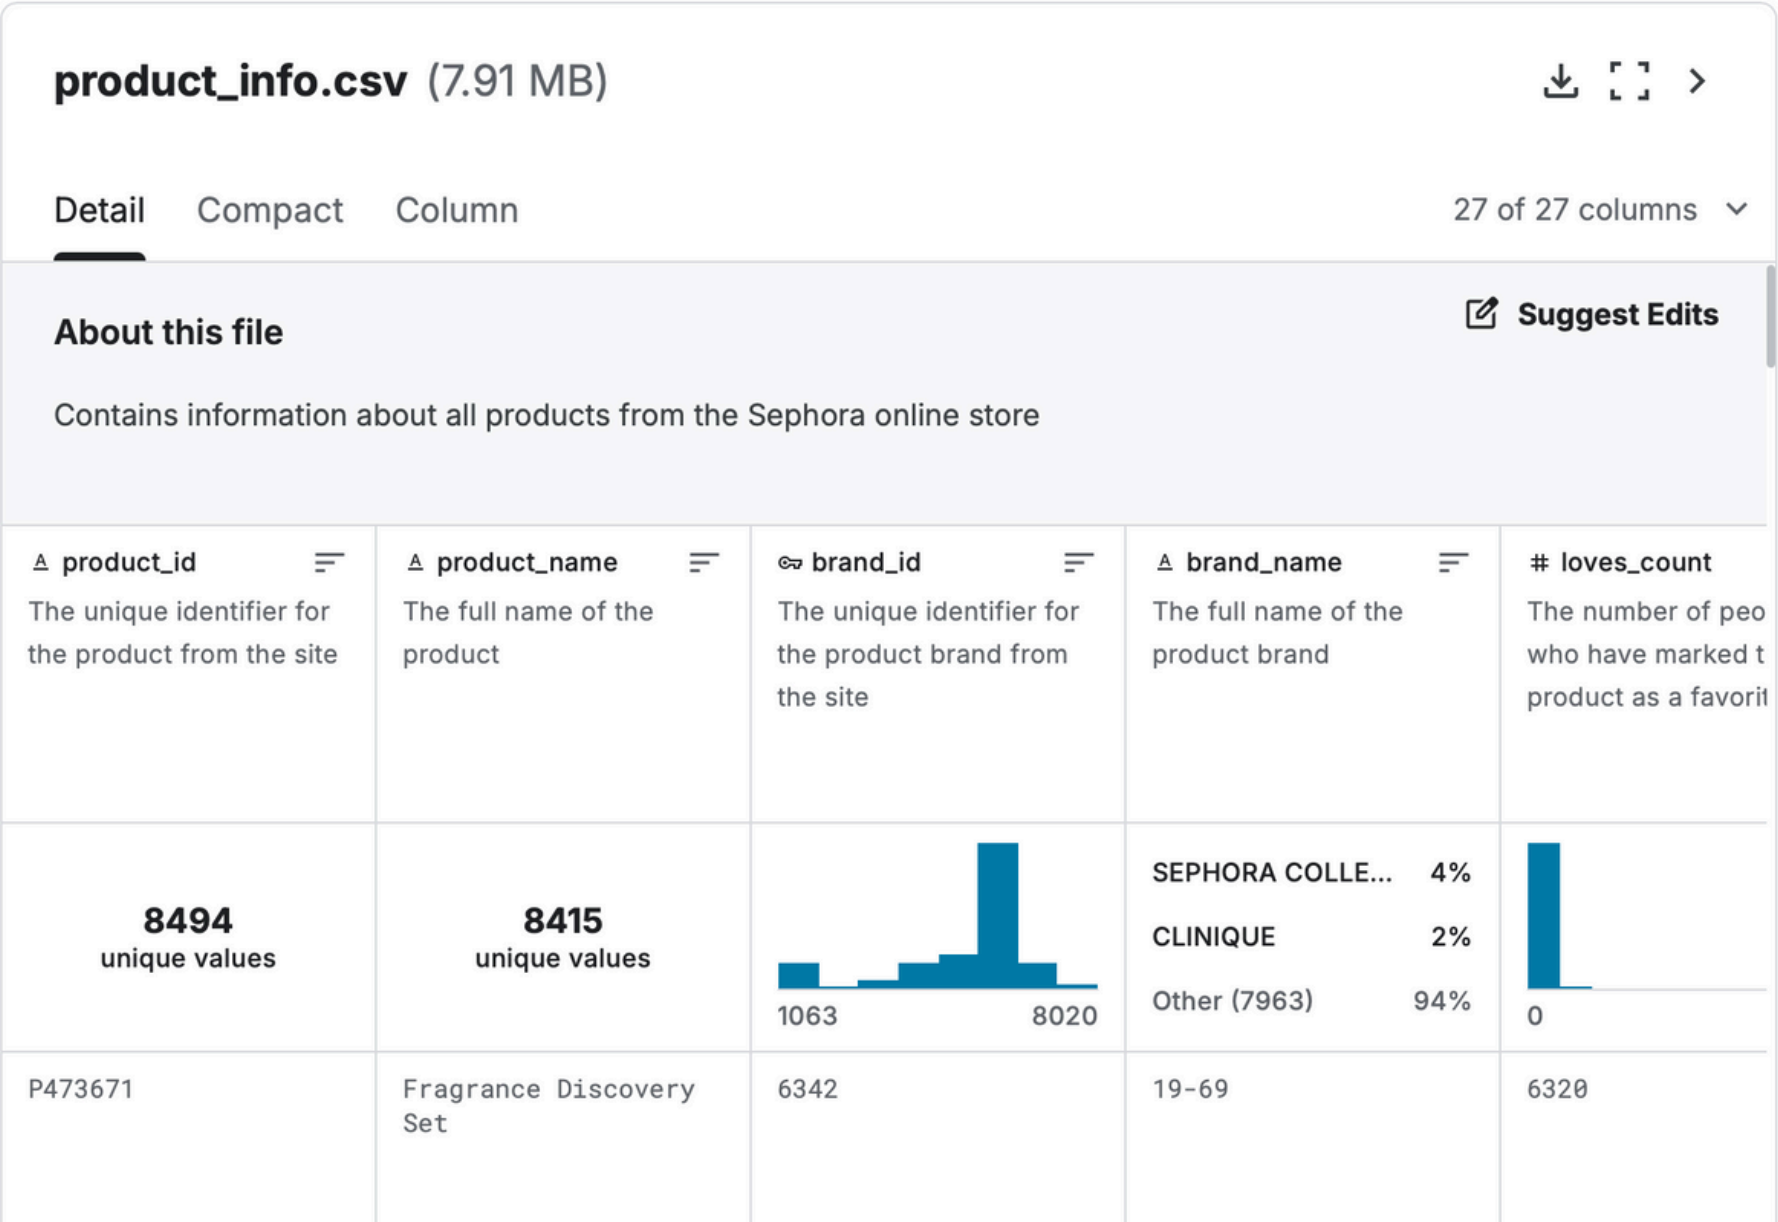 product_info.csv (7.91 MB)
Detail Compact Column 27 of 27 columns
About this file
Suggest Edits
Contains information about all products from the Sephora online store
A product_id
The unique identifier for
the product from the site
A product_name
The full name of the
product
brand_id
The unique identifier for
the product brand from
the site
A brand_name
The full name of the
product brand
# loves_count
The number of peo
who have marked t
product as a favorit
8494
unique values
8415
unique values
1063 8020
SEPHORA COLLE... 4%
CLINIQUE 2%
Other (7963) 94%
0
P473671
Fragrance Discovery
Set
6342
19-69
6320